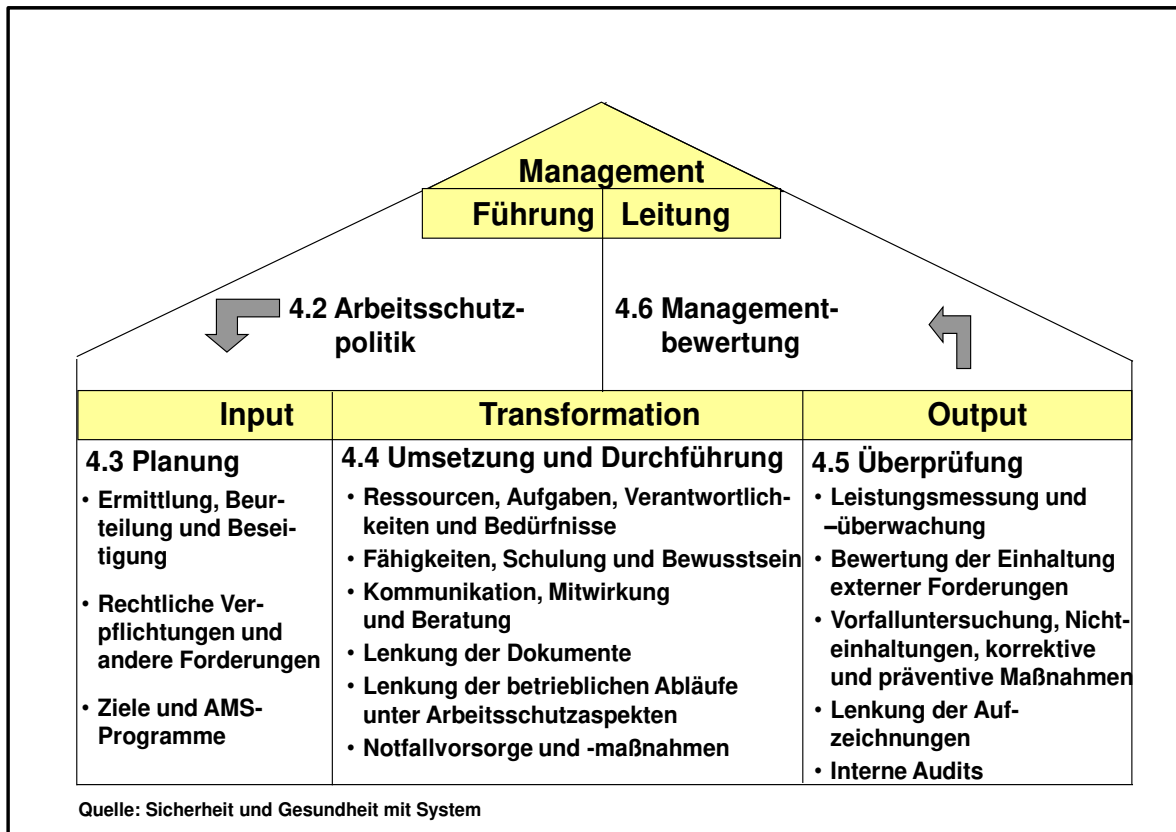 Management
Führung Leitung
4.2 Arbeitsschutz-
politik
4.6 Management-
bewertung
Input
Transformation
Output
4.3 Planung
• Ermittlung, Beur-
teilung und Besei-
tigung
• Rechtliche Ver-
pflichtungen und
andere Forderungen
• Ziele und AMS-
Programme
4.4 Umsetzung und Durchführung
• Ressourcen, Aufgaben, Verantwortlich-
keiten und Bedürfnisse
• Fähigkeiten, Schulung und Bewusstsein
• Kommunikation, Mitwirkung
und Beratung
• Lenkung der Dokumente
• Lenkung der betrieblichen Abläufe
unter Arbeitsschutzaspekten
• Notfallvorsorge und -maßnahmen
4.5 Überprüfung
• Leistungsmessung und
–überwachung
• Bewertung der Einhaltung
externer Forderungen
• Vorfalluntersuchung, Nicht-
einhaltungen, korrektive
und präventive Maßnahmen
• Lenkung der Auf-
zeichnungen
• Interne Audits
Quelle: Sicherheit und Gesundheit mit System